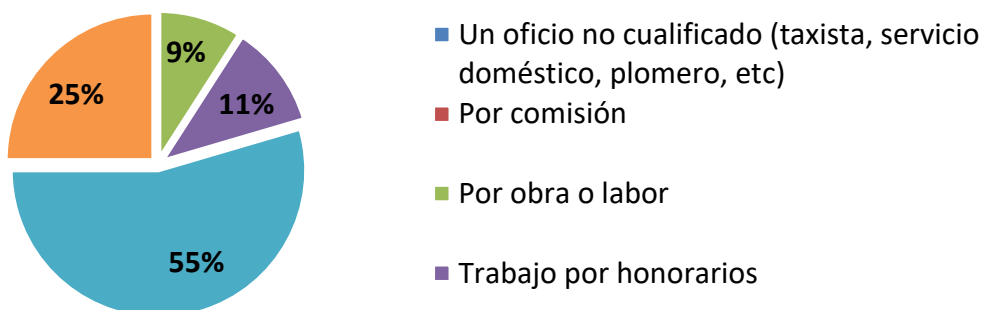 9%
11%
25%
55%
Un oficio no cualificado (taxista, servicio
doméstico, plomero, etc)
Por comisión
Por obra o labor
Trabajo por honorarios